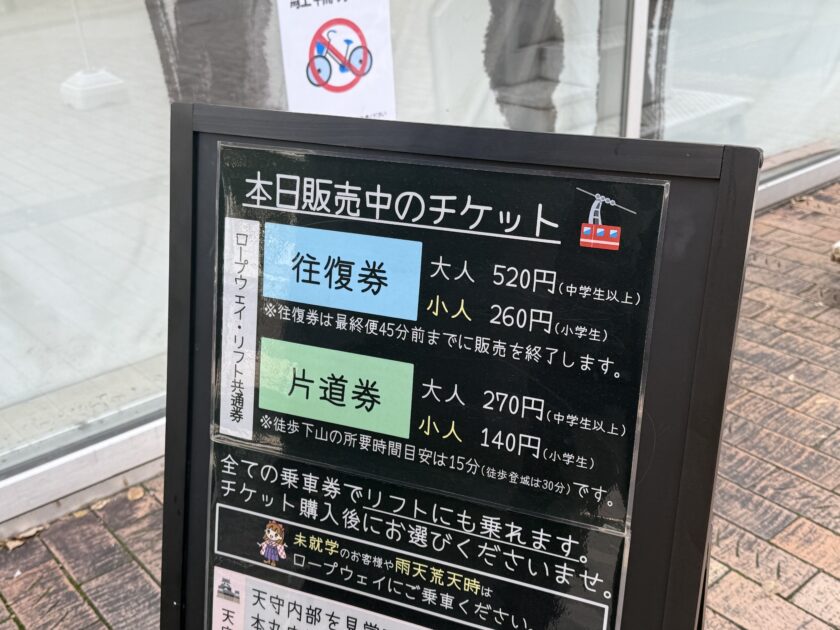 本日販売中のチケット
ロープウェイ・リフト共通券
往復券
大人 520円(中学生以上)
小人 260円(小学生)
※往復券は最終便45分前までに販売を終了します。
片道券
大人 270円(中学生以上)
小人 140円(小学生)
※徒歩下山の所要時間目安は15分(徒歩登城は30分)です。
全ての乗車券でリフトにも乗れます。
チケット購入後にお選びくださいませ。
未就学のお客様や雨天荒天時は
ロープウェイにご乗車ください。
天守内部を見学